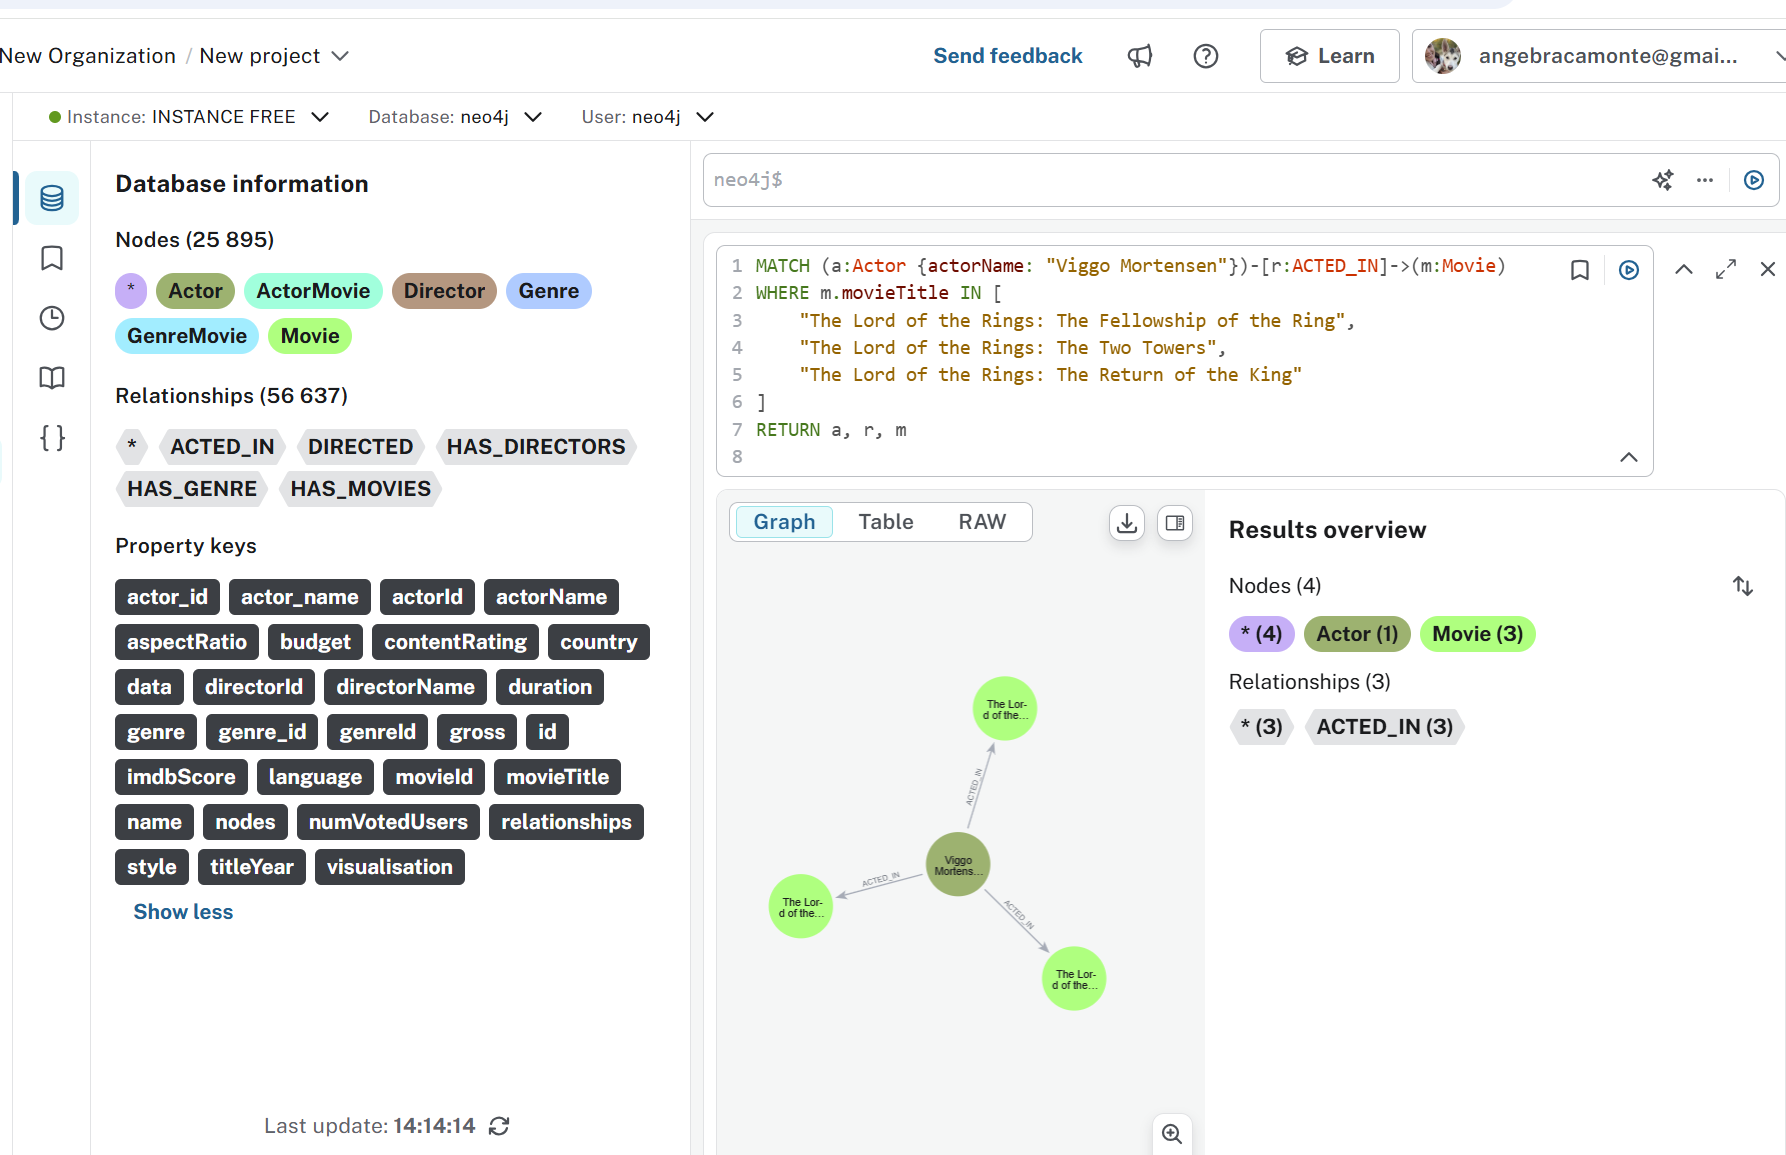 New Organization / New project
Send feedback
Learn
angebracamonte@gmai...
Instance: INSTANCE FREE
Database: neo4j
User: neo4j
Database information
Nodes (25 895)
* Actor ActorMovie Director Genre
GenreMovie Movie
Relationships (56 637)
* ACTED_IN DIRECTED HAS_DIRECTORS
HAS_GENRE HAS_MOVIES
Property keys
actor_id actor_name actorId actorName
aspectRatio budget contentRating country
data directorId directorName duration
genre genre_id genreId gross id
imdbScore language movieId movieTitle
name nodes numVotedUsers relationships
style titleYear visualisation
Show less
Last update: 14:14:14
neo4j$
1 MATCH (a:Actor {actorName: "Viggo Mortensen"})-[r:ACTED_IN]->(m:Movie)
2 WHERE m.movieTitle IN [
3 "The Lord of the Rings: The Fellowship of the Ring",
4 "The Lord of the Rings: The Two Towers",
5 "The Lord of the Rings: The Return of the King"
6 ]
7 RETURN a, r, m
8
Graph Table RAW
The Lor-
d of the...
ACTED_IN
Viggo
Mortens...
ACTED_IN
The Lor-
d of the...
ACTED_IN
The Lor-
d of the...
Results overview
Nodes (4)
* (4) Actor (1) Movie (3)
Relationships (3)
* (3) ACTED_IN (3)